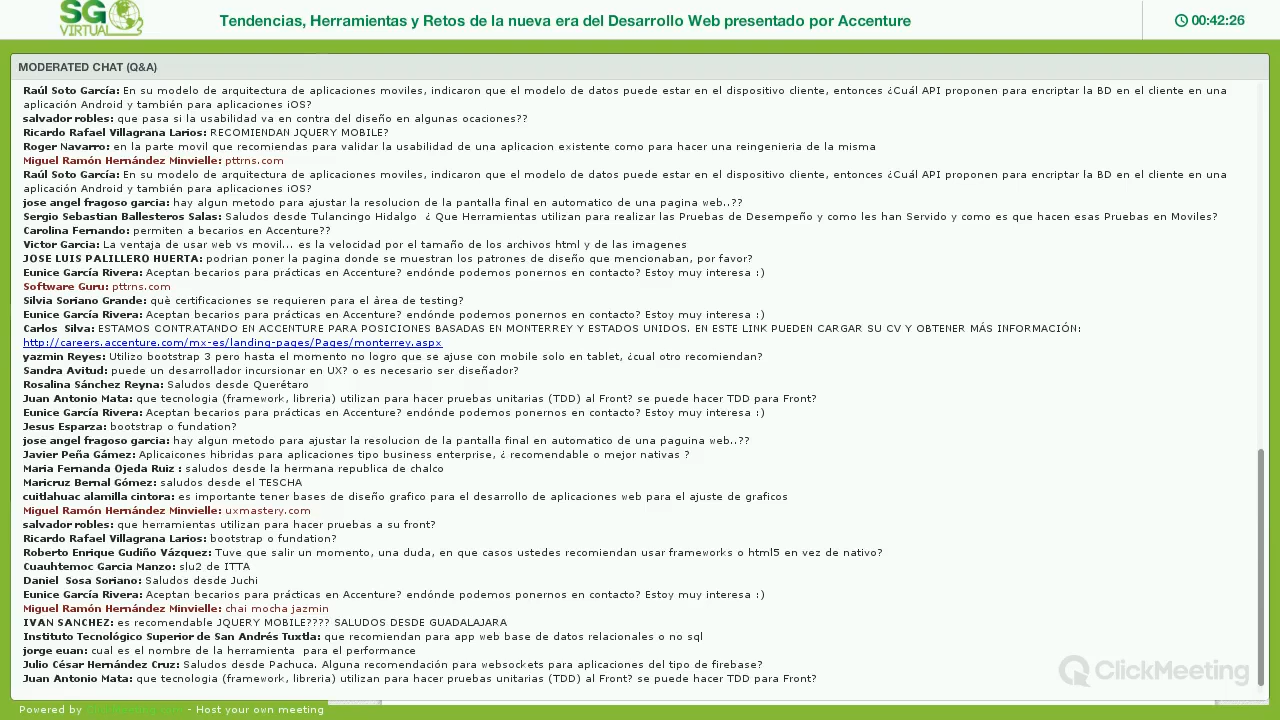 SG
VIRTUAL
Tendencias, Herramientas y Retos de la nueva era del Desarrollo Web presentado por Accenture
00:42:26
MODERATED CHAT (Q&A)
Raúl Soto García: En su modelo de arquitectura de aplicaciones moviles, indicaron que el modelo de datos puede estar en el dispositivo cliente, entonces ¿Cuál API proponen para encriptar la BD en el cliente en una
aplicación Android y también para aplicaciones iOS?
salvador robles: que pasa si la usabilidad va en contra del diseño en algunas ocaciones??
Ricardo Rafael Villagrana Larios: RECOMIENDAN JQUERY MOBILE?
Roger Navarro: en la parte movil que recomiendas para validar la usabilidad de una aplicacion existente como para hacer una reingenieria de la misma
Miguel Ramón Hernández Minvielle: pttrns.com
Raúl Soto García: En su modelo de arquitectura de aplicaciones moviles, indicaron que el modelo de datos puede estar en el dispositivo cliente, entonces ¿Cuál API proponen para encriptar la BD en el cliente en una
aplicación Android y también para aplicaciones iOS?
jose angel fragoso garcia: hay algun metodo para ajustar la resolucion de la pantalla final en automatico de una pagina web..??
Sergio Sebastian Ballesteros Salas: Saludos desde Tulancingo Hidalgo ¿ Que Herramientas utilizan para realizar las Pruebas de Desempeño y como les han Servido y como es que hacen esas Pruebas en Moviles?
Carolina Fernando: permiten a becarios en Accenture??
Victor Garcia: La ventaja de usar web vs movil... es la velocidad por el tamaño de los archivos html y de las imagenes
JOSE LUIS PALILLERO HUERTA: podrian poner la pagina donde se muestran los patrones de diseño que mencionaban, por favor?
Eunice García Rivera: Aceptan becarios para prácticas en Accenture? endónde podemos ponernos en contacto? Estoy muy interesa :)
Software Guru: pttrns.com
Silvia Soriano Grande: què certificaciones se requieren para el àrea de testing?
Eunice García Rivera: Aceptan becarios para prácticas en Accenture? endónde podemos ponernos en contacto? Estoy muy interesa :)
Carlos Silva: ESTAMOS CONTRATANDO EN ACCENTURE PARA POSICIONES BASADAS EN MONTERREY Y ESTADOS UNIDOS. EN ESTE LINK PUEDEN CARGAR SU CV Y OBTENER MÁS INFORMACIÓN:
http://careers.accenture.com/mx-es/landing-pages/Pages/monterrey.aspx
yazmin Reyes: Utilizo bootstrap 3 pero hasta el momento no logro que se ajuse con mobile solo en tablet, ¿cual otro recomiendan?
Sandra Avitud: puede un desarrollador incursionar en UX? o es necesario ser diseñador?
Rosalina Sánchez Reyna: Saludos desde Querétaro
Juan Antonio Mata: que tecnologia (framework, libreria) utilizan para hacer pruebas unitarias (TDD) al Front? se puede hacer TDD para Front?
Eunice García Rivera: Aceptan becarios para prácticas en Accenture? endónde podemos ponernos en contacto? Estoy muy interesa :)
Jesus Esparza: bootstrap o fundation?
jose angel fragoso garcia: hay algun metodo para ajustar la resolucion de la pantalla final en automatico de una paguina web..??
Javier Peña Gámez: Aplicaicones hibridas para aplicaciones tipo business enterprise, ¿ recomendable o mejor nativas ?
Maria Fernanda Ojeda Ruiz : saludos desde la hermana republica de chalco
Maricruz Bernal Gómez: saludos desde el TESCHA
cuitlahuac alamilla cintora: es importante tener bases de diseño grafico para el desarrollo de aplicaciones web para el ajuste de graficos
Miguel Ramón Hernández Minvielle: uxmastery.com
salvador robles: que herramientas utilizan para hacer pruebas a su front?
Ricardo Rafael Villagrana Larios: bootstrap o fundation?
Roberto Enrique Gudiño Vázquez: Tuve que salir un momento, una duda, en que casos ustedes recomiendan usar frameworks o html5 en vez de nativo?
Cuauhtemoc Garcia Manzo: slu2 de ITTA
Daniel Sosa Soriano: Saludos desde Juchi
Eunice García Rivera: Aceptan becarios para prácticas en Accenture? endónde podemos ponernos en contacto? Estoy muy interesa :)
Miguel Ramón Hernández Minvielle: chai mocha jazmin
IVAN SANCHEZ: es recomendable JQUERY MOBILE???? SALUDOS DESDE GUADALAJARA
Instituto Tecnológico Superior de San Andrés Tuxtla: que recomiendan para app web base de datos relacionales o no sql
jorge euan: cual es el nombre de la herramienta para el performance
Julio César Hernández Cruz: Saludos desde Pachuca. Alguna recomendación para websockets para aplicaciones del tipo de firebase?
Juan Antonio Mata: que tecnologia (framework, libreria) utilizan para hacer pruebas unitarias (TDD) al Front? se puede hacer TDD para Front?
ClickMeeting
Powered by - Host your own meeting